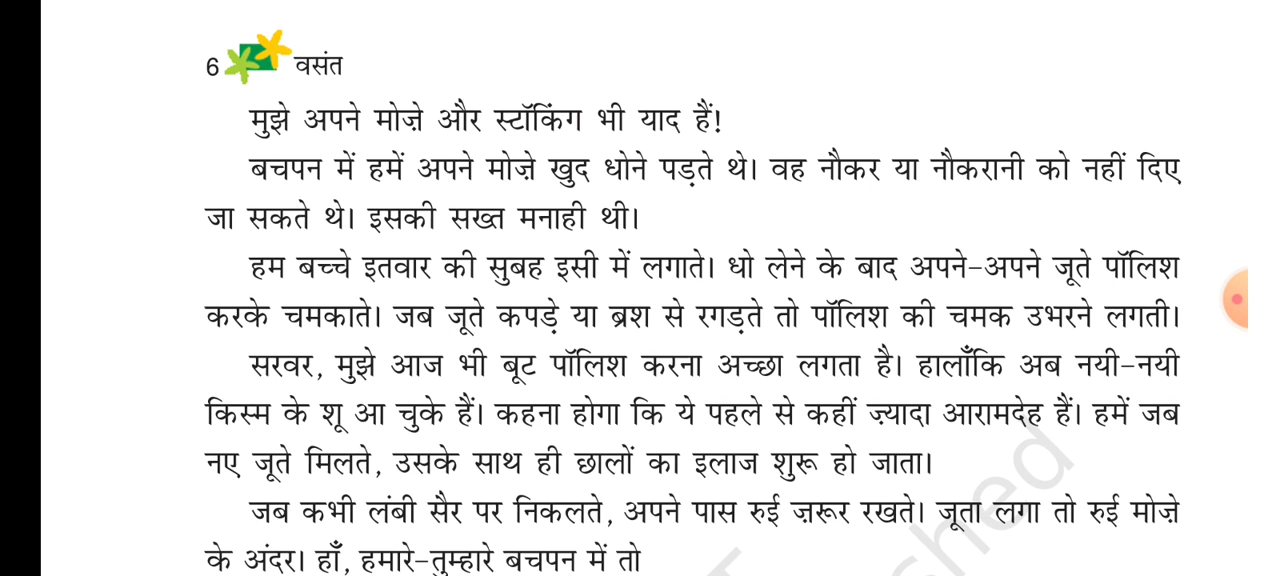 6 वसंत
मुझे अपने मोज़े और स्टॉकिंग भी याद हैं!
बचपन में हमें अपने मोज़े खुद धोने पड़ते थे। वह नौकर या नौकरानी को नहीं दिए
जा सकते थे। इसकी सख्त मनाही थी।
हम बच्चे इतवार की सुबह इसी में लगाते। धो लेने के बाद अपने-अपने जूते पॉलिश
करके चमकाते। जब जूते कपड़े या ब्रश से रगड़ते तो पॉलिश की चमक उभरने लगती।
सरवर, मुझे आज भी बूट पॉलिश करना अच्छा लगता है। हालाँकि अब नयी-नयी
किस्म के शू आ चुके हैं। कहना होगा कि ये पहले से कहीं ज़्यादा आरामदेह हैं। हमें जब
नए जूते मिलते, उसके साथ ही छालों का इलाज शुरू हो जाता।
जब कभी लंबी सैर पर निकलते, अपने पास रुई ज़रूर रखते। जूता लगा तो रुई मोज़े
के अंदर। हाँ, हमारे-तुम्हारे बचपन में तो